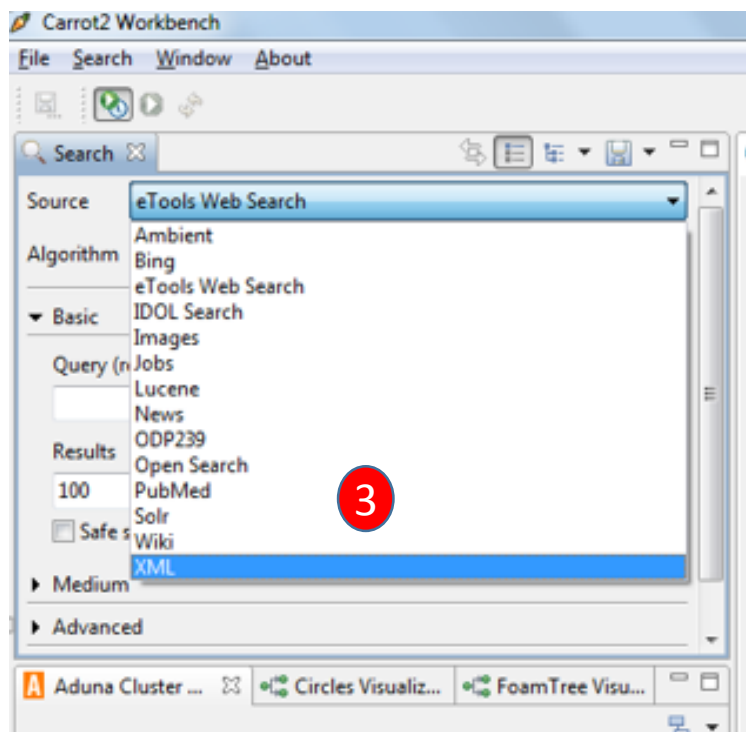 Carrot2 Workbench
File Search Window About
Search
Source eTools Web Search
Algorithm
Ambient
Bing
eTools Web Search
IDOL Search
Images
Jobs
Lucene
News
ODP239
Open Search
PubMed
Solr
Wiki
XML
Basic
Query (r
Results
100
Safe s
3
Medium
Advanced
Aduna Cluster ... Circles Visualiz... FoamTree Visu...